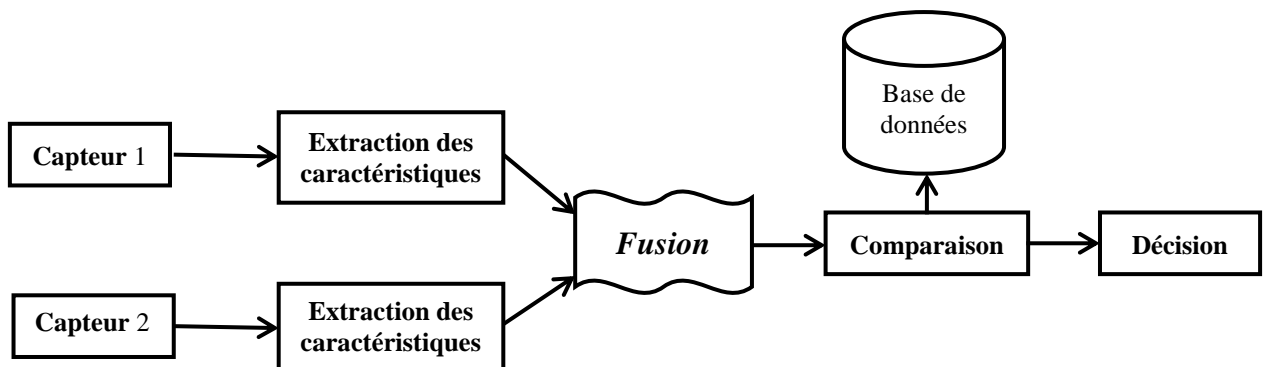 Base de
données
Capteur 1
Extraction des
caractéristiques
Fusion
Comparaison
Décision
Capteur 2
Extraction des
caractéristiques